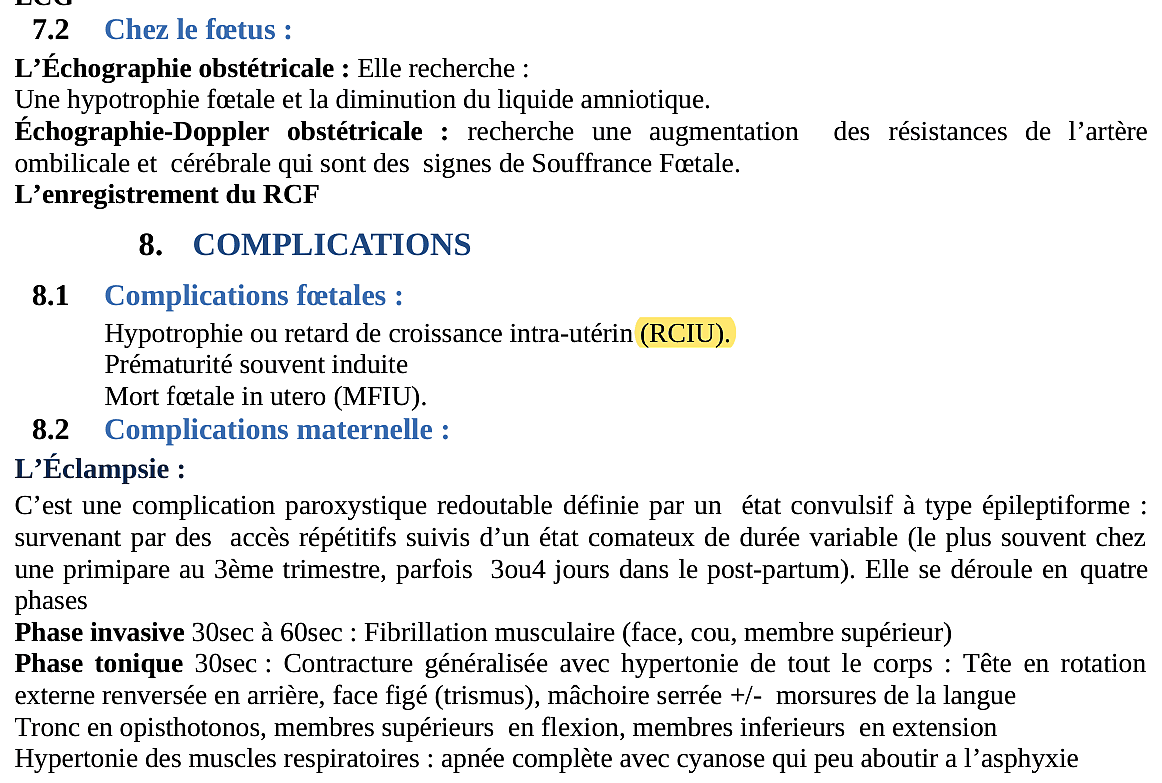 ECG
7.2 Chez le fœtus :
L’Échographie obstétricale : Elle recherche :
Une hypotrophie fœtale et la diminution du liquide amniotique.
Échographie-Doppler obstétricale : recherche une augmentation des résistances de l’artère
ombilicale et cérébrale qui sont des signes de Souffrance Fœtale.
L’enregistrement du RCF
8. COMPLICATIONS
8.1 Complications fœtales :
Hypotrophie ou retard de croissance intra-utérin (RCIU).
Prématurité souvent induite
Mort fœtale in utero (MFIU).
8.2 Complications maternelle :
L’Éclampsie :
C’est une complication paroxystique redoutable définie par un état convulsif à type épileptiforme :
survenant par des accès répétitifs suivis d’un état comateux de durée variable (le plus souvent chez
une primipare au 3ème trimestre, parfois 3ou4 jours dans le post-partum). Elle se déroule en quatre
phases
Phase invasive 30sec à 60sec : Fibrillation musculaire (face, cou, membre supérieur)
Phase tonique 30sec : Contracture généralisée avec hypertonie de tout le corps : Tête en rotation
externe renversée en arrière, face figé (trismus), mâchoire serrée +/- morsures de la langue
Tronc en opisthotonos, membres supérieurs en flexion, membres inferieurs en extension
Hypertonie des muscles respiratoires : apnée complète avec cyanose qui peu aboutir a l’asphyxie